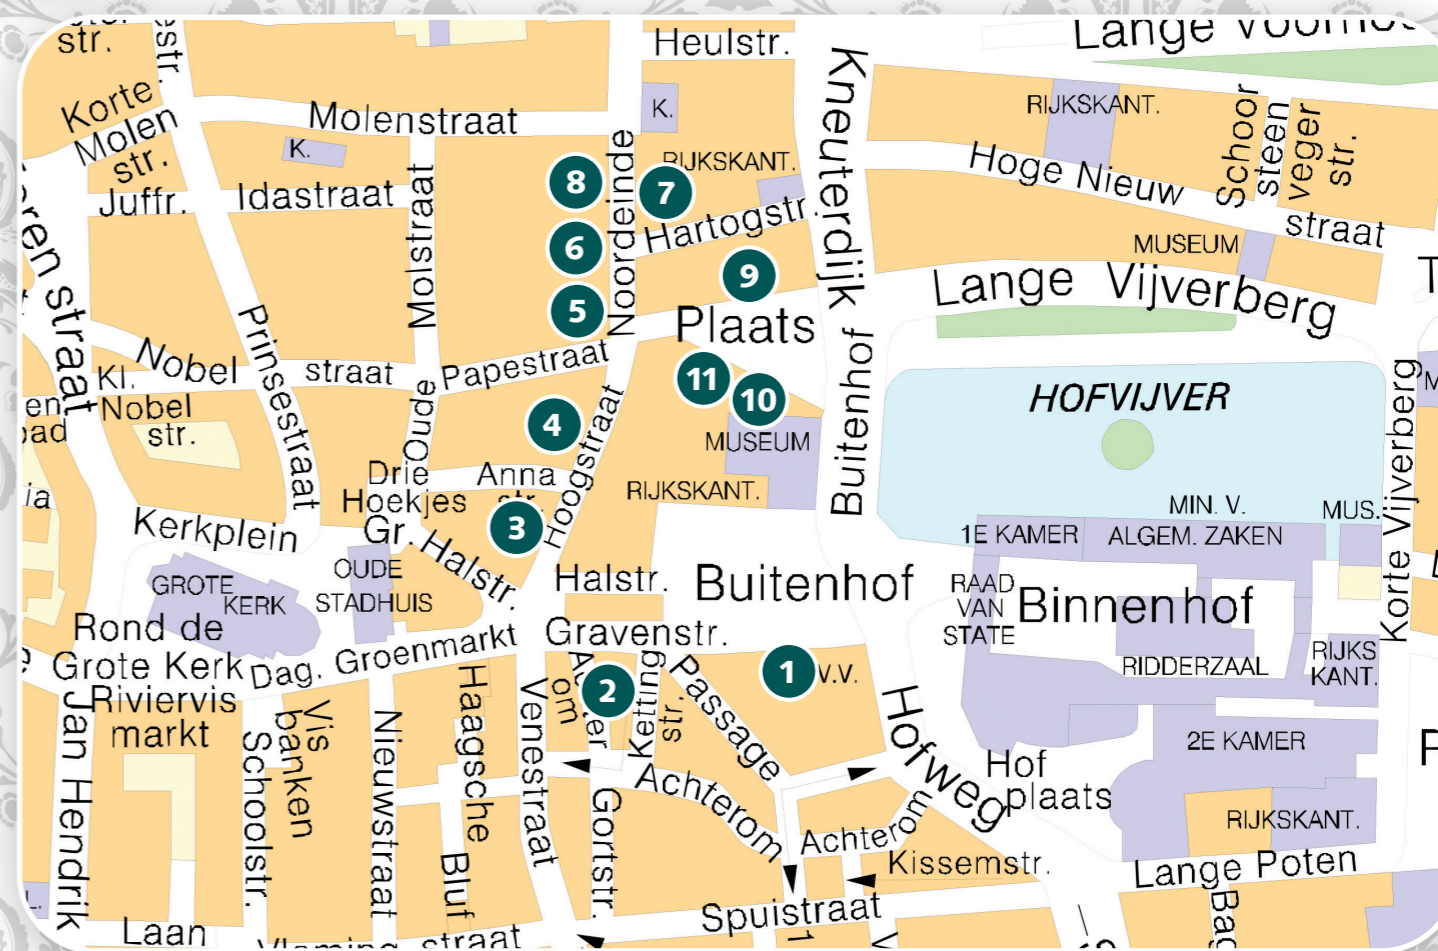 str.
str.
Heulstr.
Lange Voorhout
Korte
Molen
str.
Molenstraat
K.
K.
RIJKSKANT.
RIJKSKANT.
Kneuterdijk
Schoor
steen
veger
str.
Hoge Nieuw
straat
Juffr.
Idastraat
Molstraat
Noordeinde
8
7
6
9
5
Hartogstr.
MUSEUM
Lange Vijverberg
Plaats
straat
Prinsestraat
Nobel
straat
Papestraat
Kl.
Nobel
str.
Oude
11
10
4
MUSEUM
RIJKSKANT.
Buitenhof
HOFVIJVER
Korte Vijverberg
Drie
Hoekjes
Anna
str.
Hoogstraat
3
Kerkplein
Gr. Halstr.
Halstr.
Buitenhof
MIN. V.
ALGEM. ZAKEN
1E KAMER
MUS.
GROTE
KERK
OUDE
STADHUIS
RAAD
VAN
STATE
Binnenhof
RIDDERZAAL
RIJKS
KANT.
Rond de
Grote Kerk
Riviervis
markt
Dag. Groenmarkt
Gravenstr.
1
V.V.
2
Achter
om
Ketting
str.
Passage
Hofweg
Hof
plaats
2E KAMER
RIJKSKANT.
Jan Hendrik
Schoolstr.
Vis
banken
Nieuwstraat
Haagsche
Bluf
Venestraat
Gortstr.
Achterom
Achterom
Kissemstr.
Lange Poten
Spuistraat
Laan
Vlaming straat